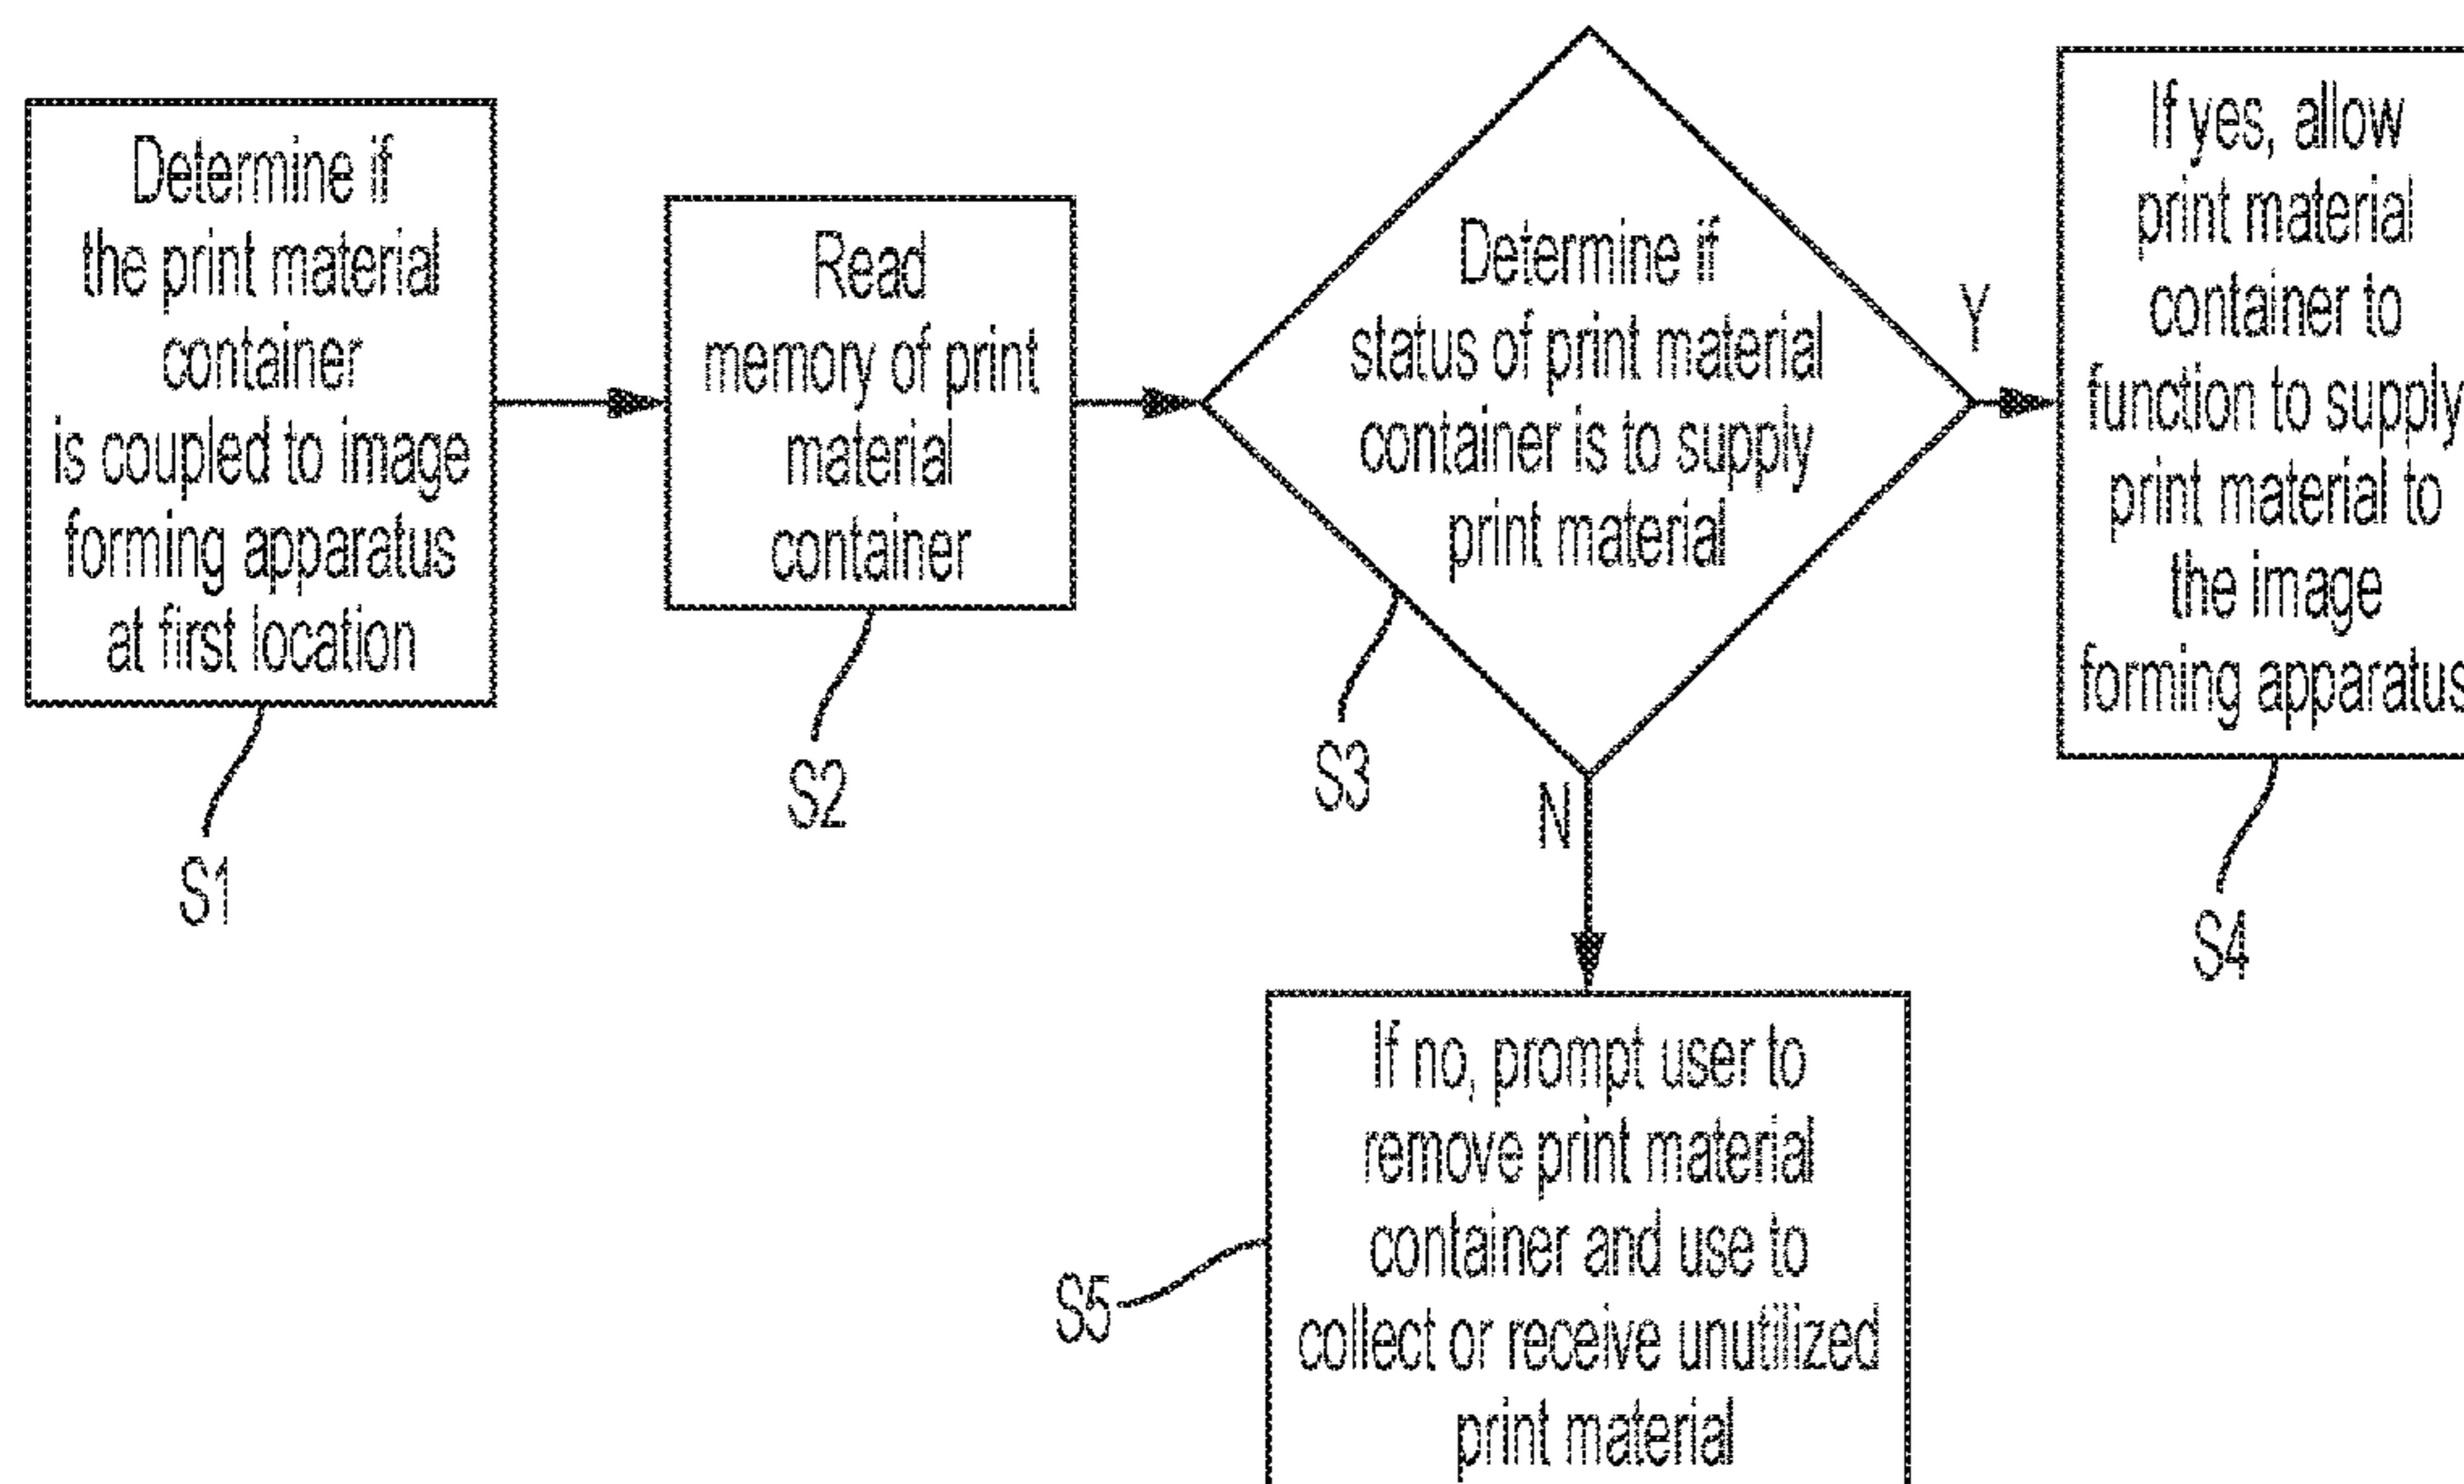 Determine if
the print material
container
is coupled to image
forming apparatus
at first location
S1
Read
memory of print
material
container
S2
Determine if
status of print material
container is to supply
print material
S3
Y
N
If yes, allow
print material
container to
function to supply
print material to
the image
forming apparatus
S4
If no, prompt user to
remove print material
container and use to
collect or receive unutilized
print material
S5